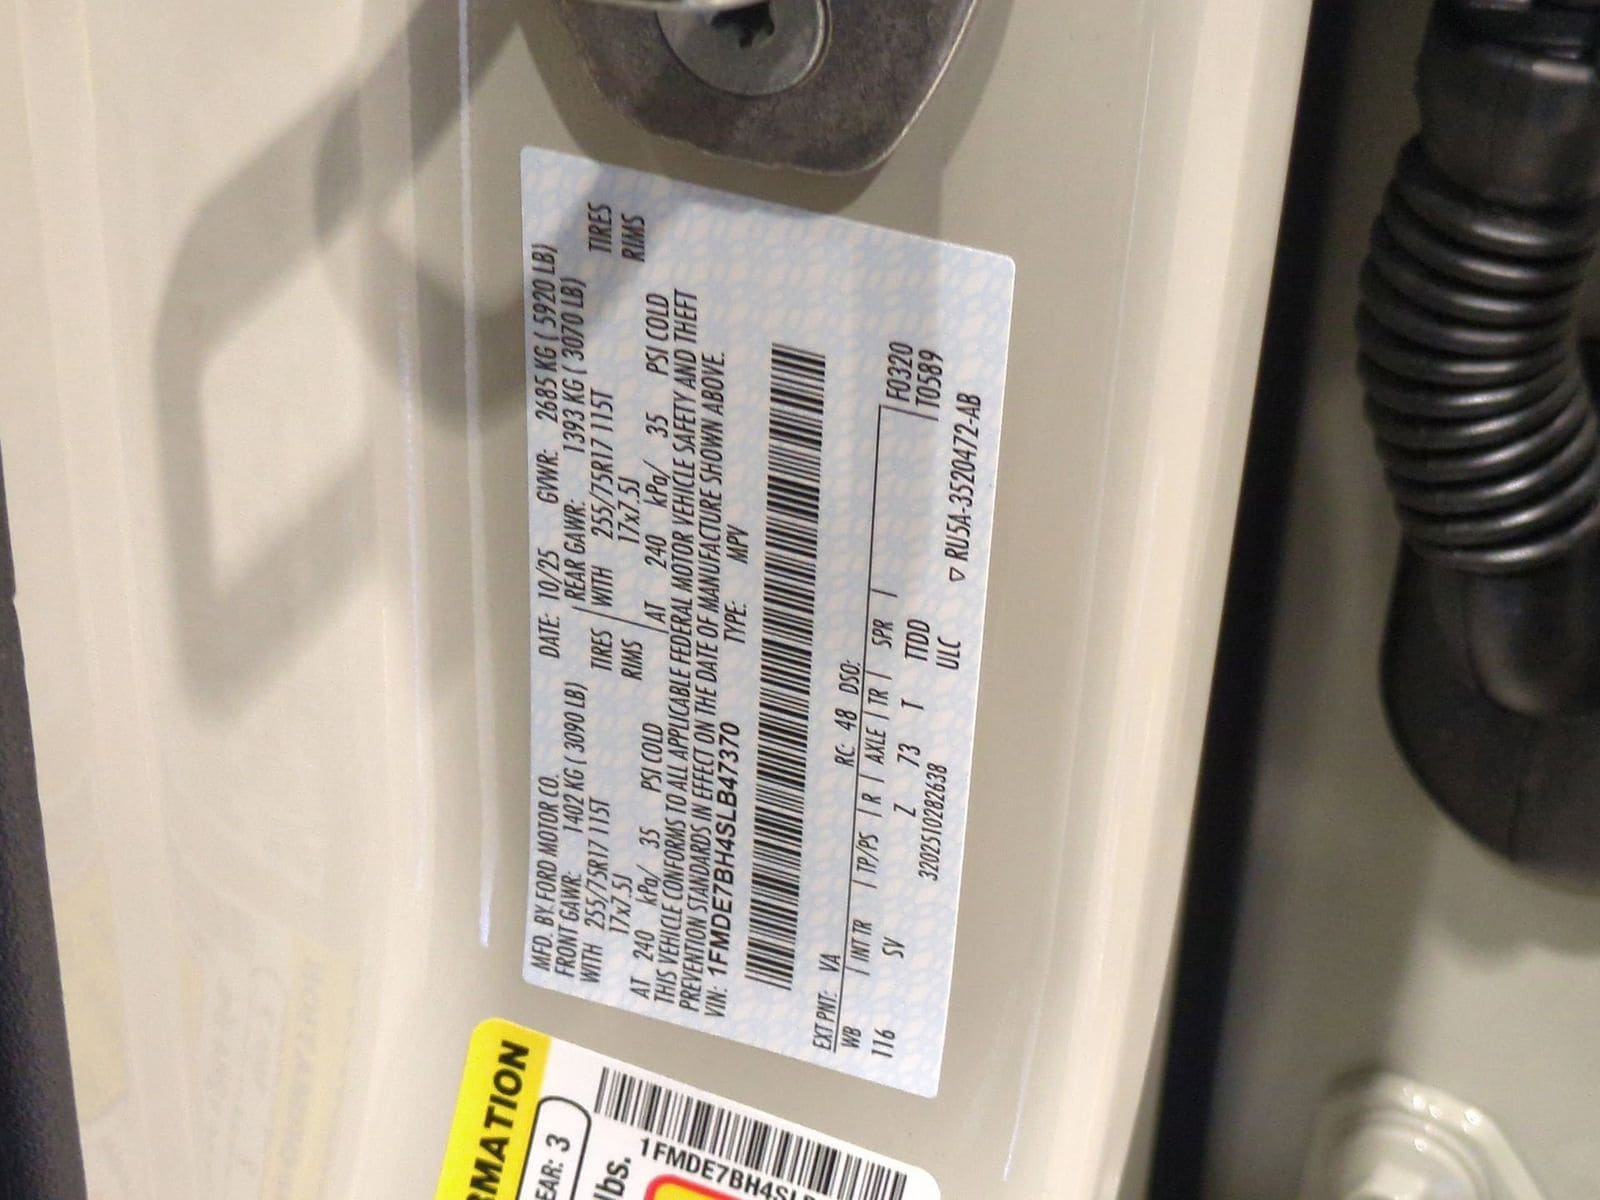 MFD. BY FORD MOTOR CO. DATE: 10/25 GVWR: 2685 KG ( 5920 LB)
FRONT GAWR: 1402 KG ( 3090 LB) REAR GAWR: 1393 KG ( 3070 LB)
WITH 255/75R17 115T TIRES WITH 255/75R17 115T TIRES
17x7.5J RIMS 17x7.5J RIMS
AT 240 kPa/ 35 PSI COLD AT 240 kPa/ 35 PSI COLD
THIS VEHICLE CONFORMS TO ALL APPLICABLE FEDERAL MOTOR VEHICLE SAFETY AND THEFT
PREVENTION STANDARDS IN EFFECT ON THE DATE OF MANUFACTURE SHOWN ABOVE.
VIN: 1FMDE7BH4SLB47370 TYPE: MPV
EXT PNT: VA RC: 48 DSO: F0320
WB INT TR TP/PS R AXLE TR SPR T0589
116 SV Z 73 T TTDD
3202510282638 ULC ▽ RU5A-3520472-AB
RMATION
EAR: 3
lbs.
1FMDE7BH4SLB